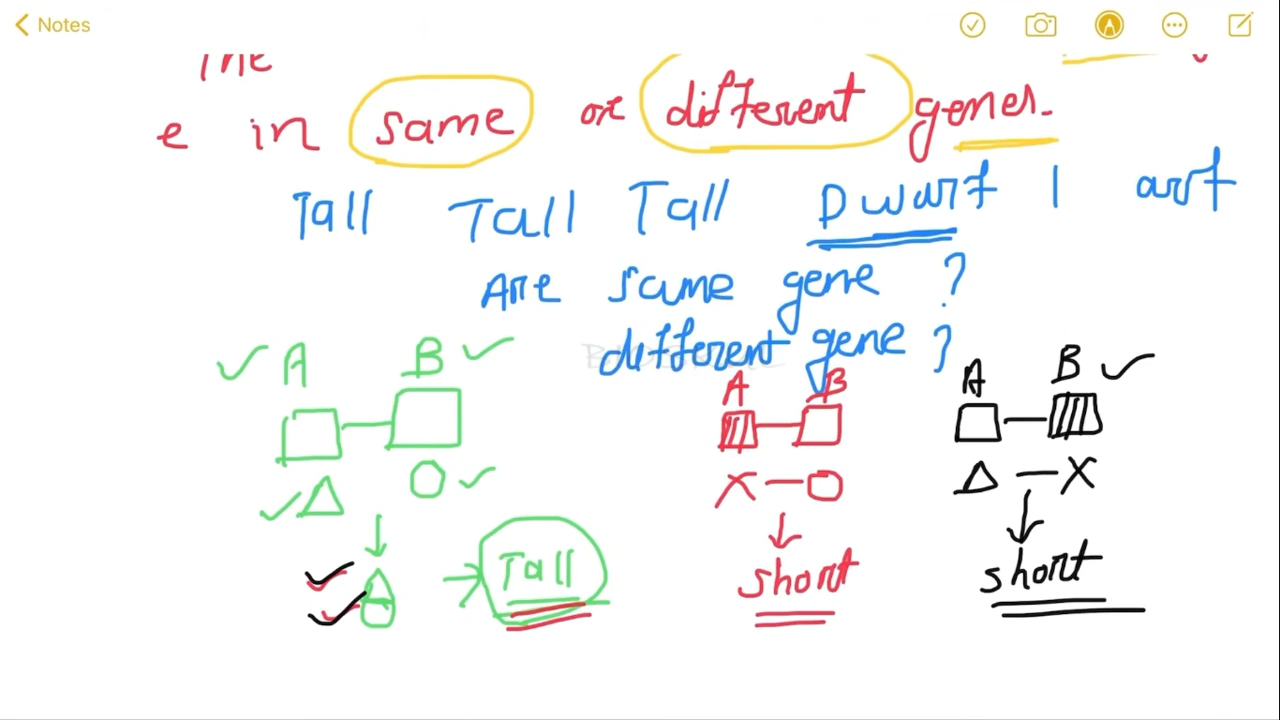 Notes
The
e in same or different genes.
Tall Tall Tall Dwarf | arf
Are same gene ?
different gene ?
A B A B A B
X O X
Tall short short